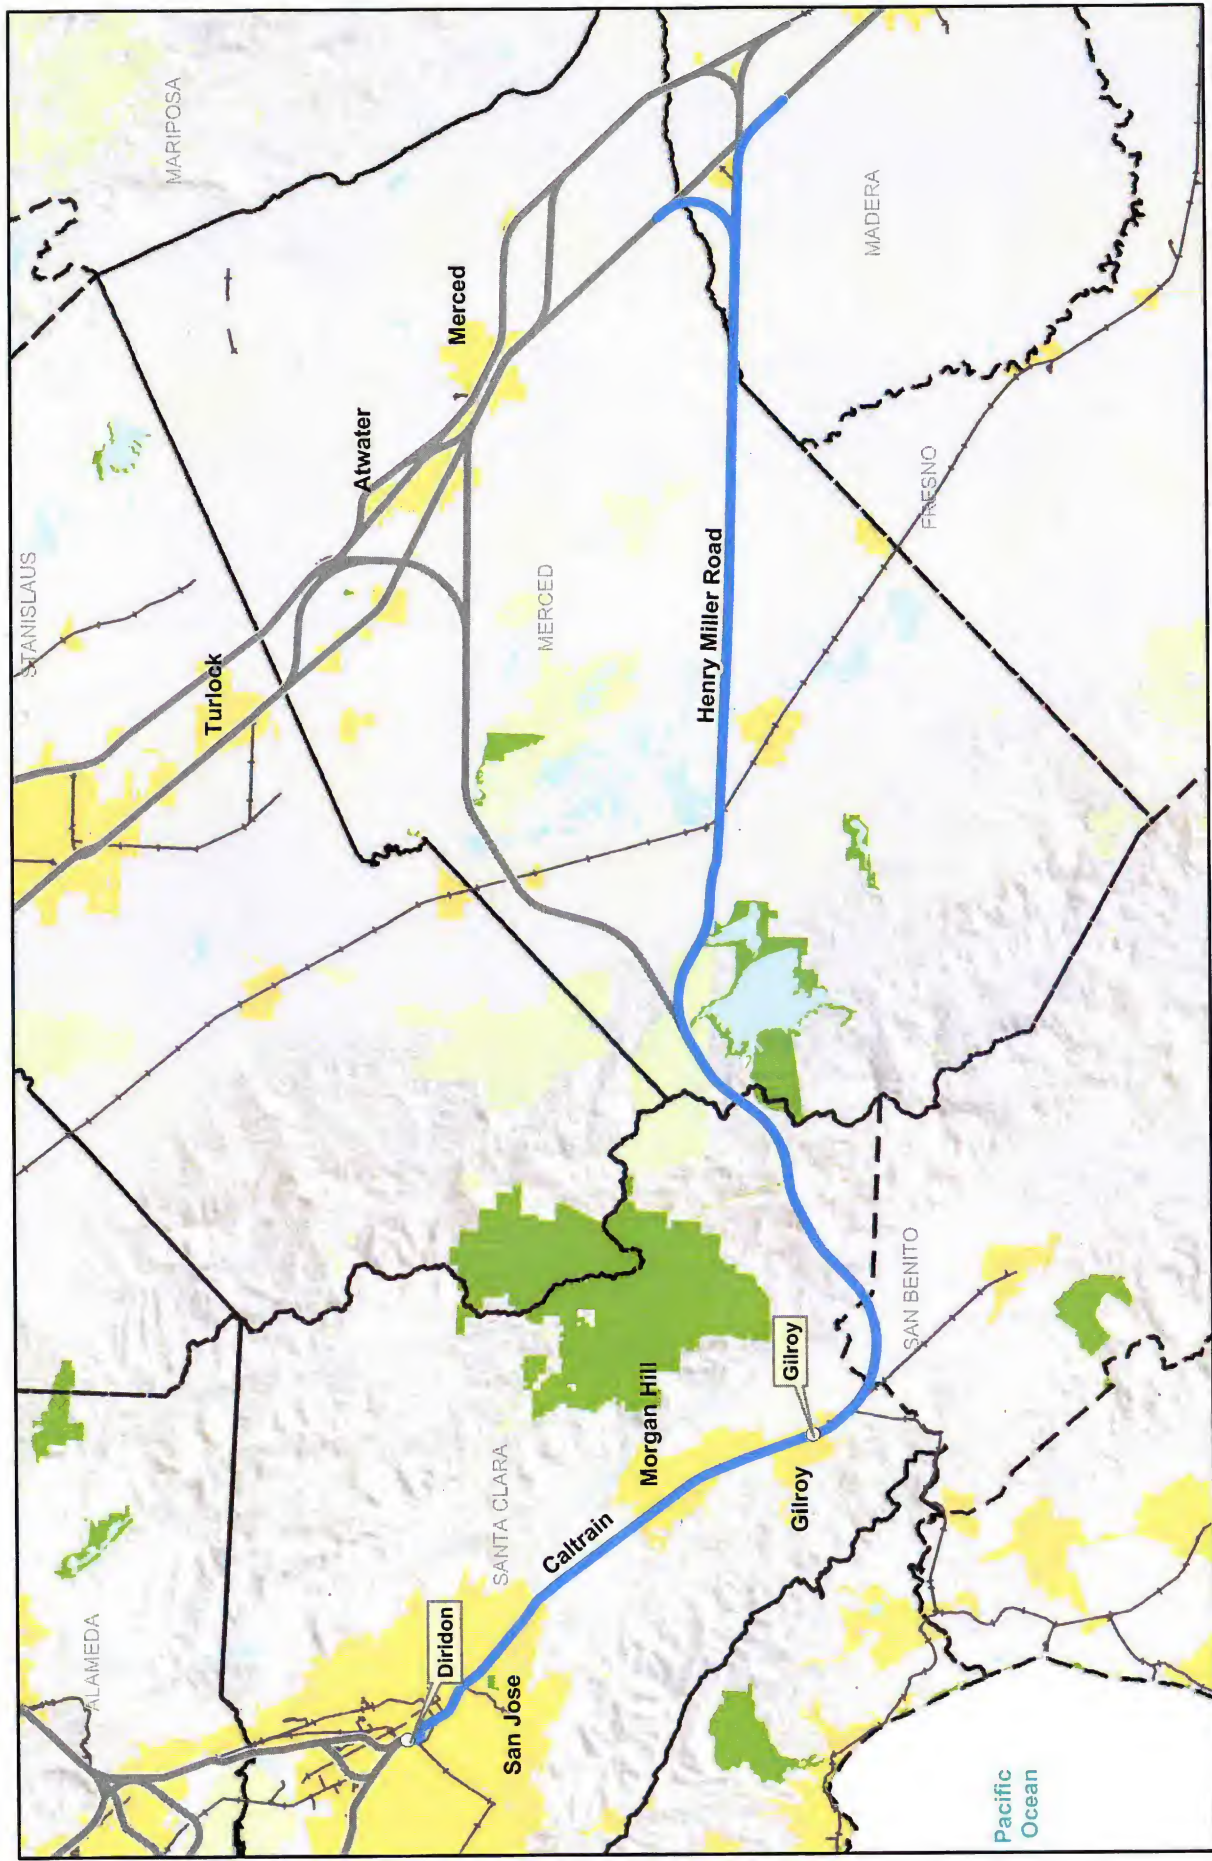 STANISLAUS
MARIPOSA
ALAMEDA
Turlock
Atwater
Merced
Diridon
San Jose
SANTA CLARA
MERCED
Caltrain
Morgan Hill
Henry Miller Road
Gilroy
Gilroy
MADERA
SAN BENITO
FRESNO
Pacific
Ocean